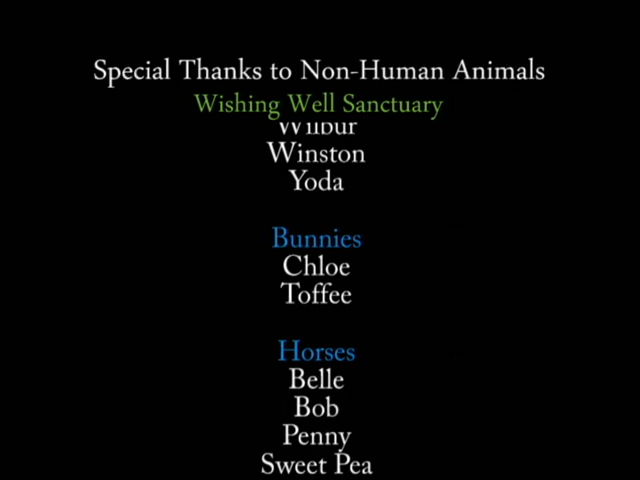 Special Thanks to Non-Human Animals
Wishing Well Sanctuary
Wilbur
Winston
Yoda
Bunnies
Chloe
Toffee
Horses
Belle
Bob
Penny
Sweet Pea